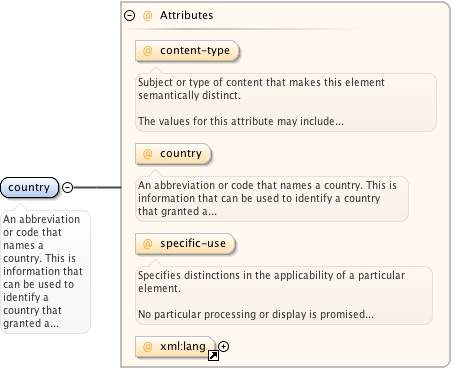 @ Attributes
@ content-type
Subject or type of content that makes this element
semantically distinct.
The values for this attribute may include...
@ country
An abbreviation or code that names a country. This is
information that can be used to identify a country
that granted a...
country
An abbreviation
or code that
names a
country. This is
information that
can be used to
identify a
country that
granted a...
@ specific-use
Specifies distinctions in the applicability of a particular
element.
No particular processing or display is promised...
@ xml:lang